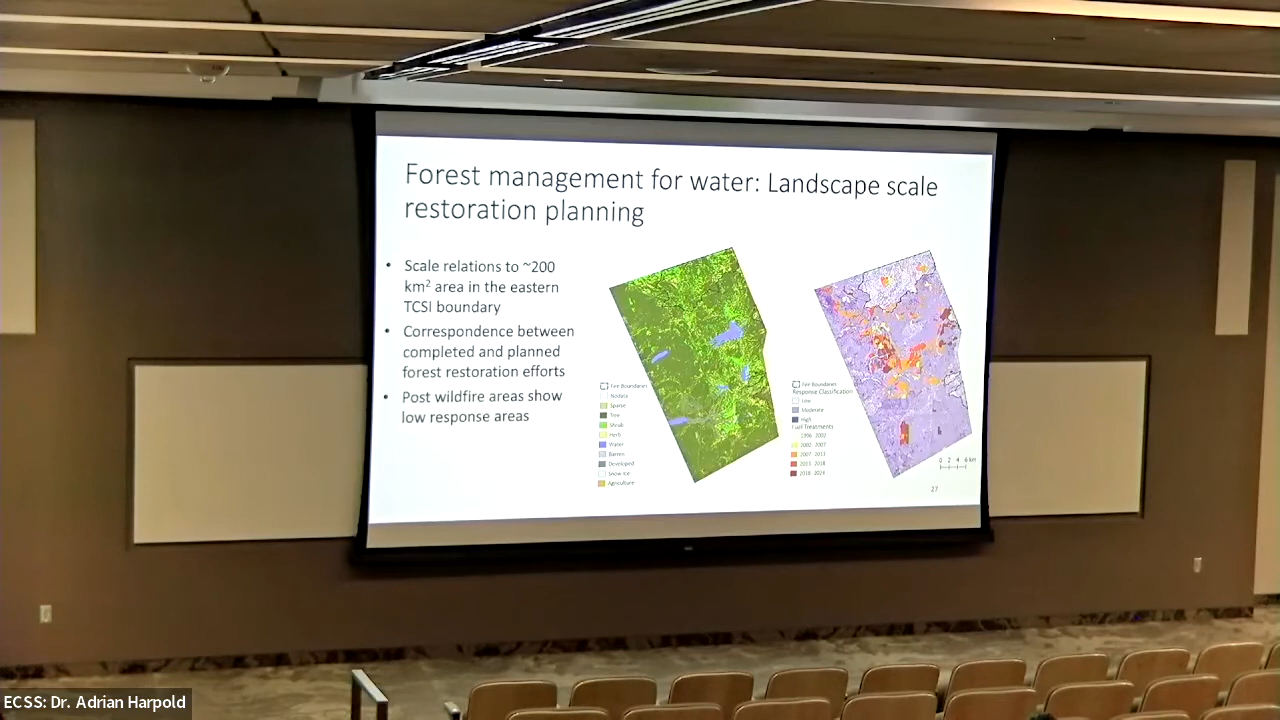 Forest management for water: Landscape scale
restoration planning
• Scale relations to ~200
km² area in the eastern
TCSI boundary
• Correspondence between
completed and planned
forest restoration efforts
• Post wildfire areas show
low response areas
Fire Boundaries
Nodata
Sparse
Tree
Shrub
Herb
Water
Barren
Developed
Snow Ice
Agriculture
Fire Boundaries
Response Classification
Low
Moderate
High
Fuel Treatments
1996 2002
2002 2007
2007 2013
2013 2018
2018 2024
0 2 4 6 km
27
ECSS: Dr. Adrian Harpold